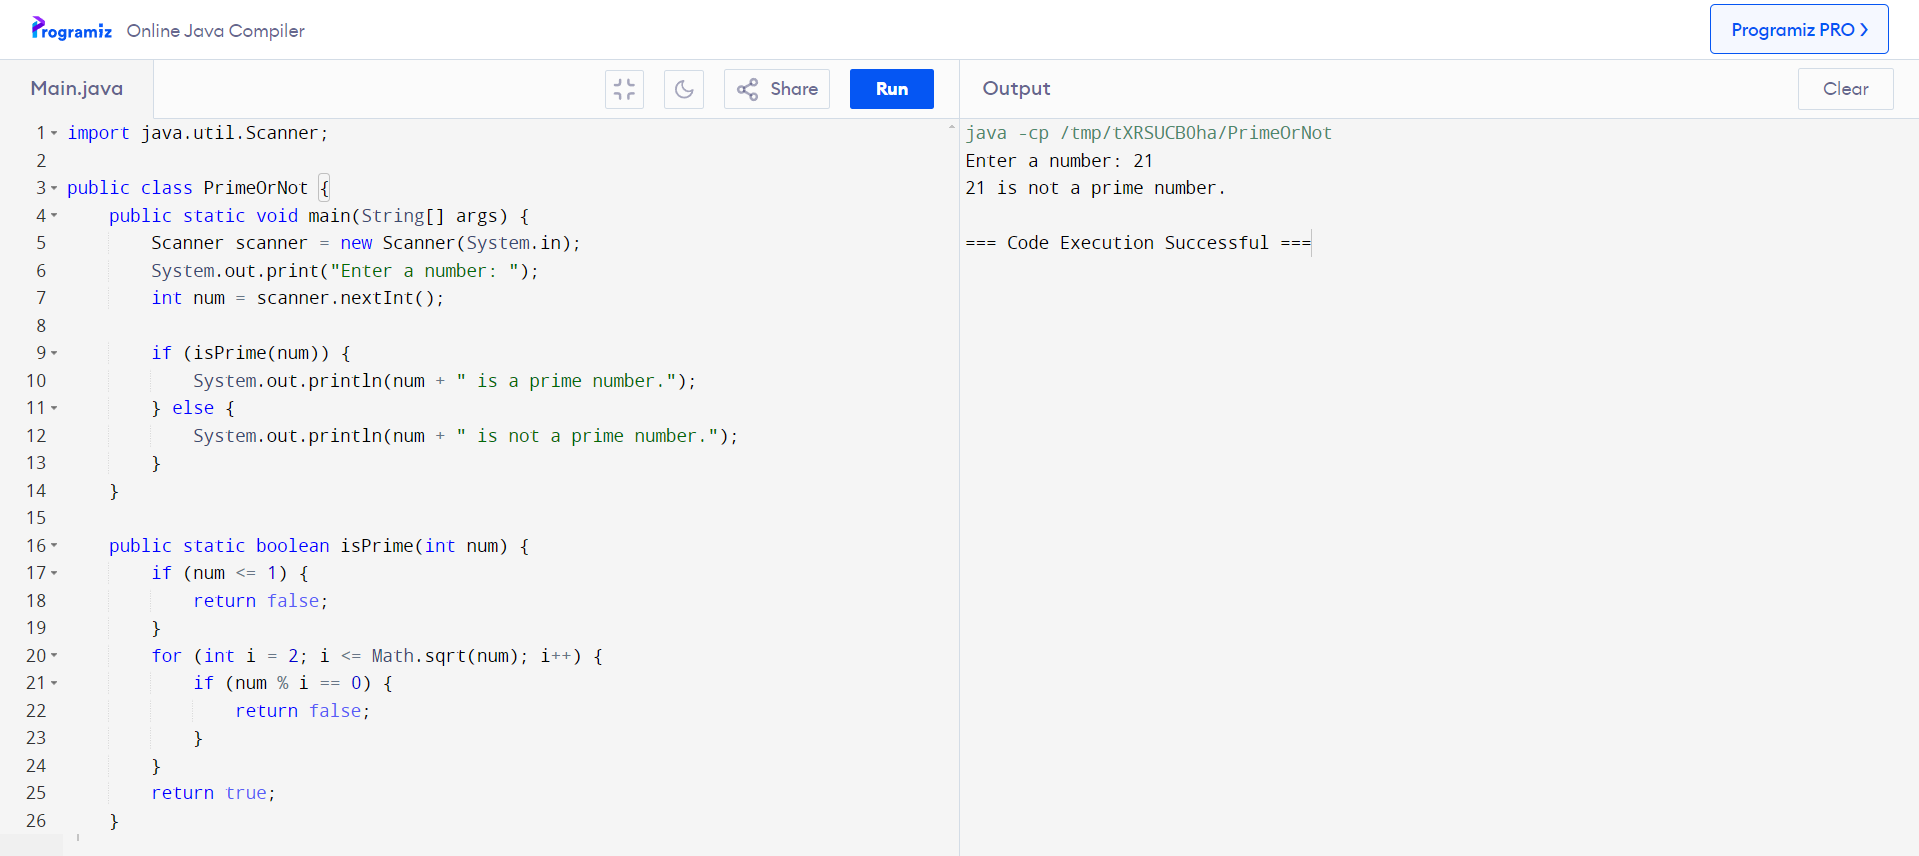 Programiz Online Java Compiler
Programiz PRO
Main.java
Share
Run
Output
Clear
1 import java.util.Scanner;
2
3 public class PrimeOrNot {
4     public static void main(String[] args) {
5         Scanner scanner = new Scanner(System.in);
6         System.out.print("Enter a number: ");
7         int num = scanner.nextInt();
8
9         if (isPrime(num)) {
10             System.out.println(num + " is a prime number.");
11         } else {
12             System.out.println(num + " is not a prime number.");
13         }
14     }
15
16     public static boolean isPrime(int num) {
17         if (num <= 1) {
18             return false;
19         }
20         for (int i = 2; i <= Math.sqrt(num); i++) {
21             if (num % i == 0) {
22                 return false;
23             }
24         }
25         return true;
26     }
java -cp /tmp/tXRSUCB0ha/PrimeOrNot
Enter a number: 21
21 is not a prime number.
=== Code Execution Successful ===